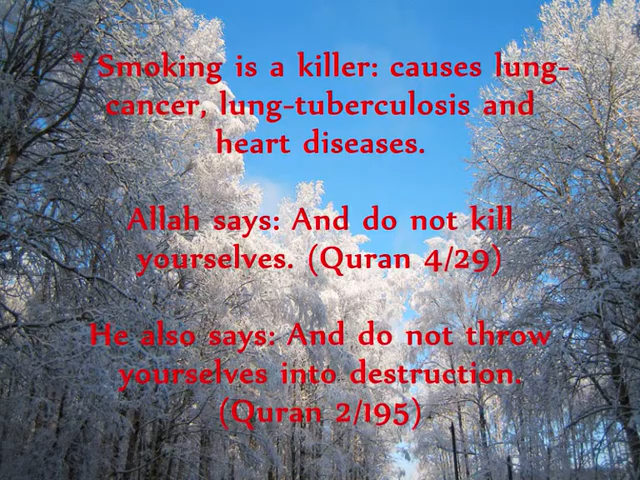 * Smoking is a killer: causes lung-
cancer, lung-tuberculosis and
heart diseases.
Allah says: And do not kill
yourselves. (Quran 4/29)
He also says: And do not throw
yourselves into destruction.
(Quran 2/195)